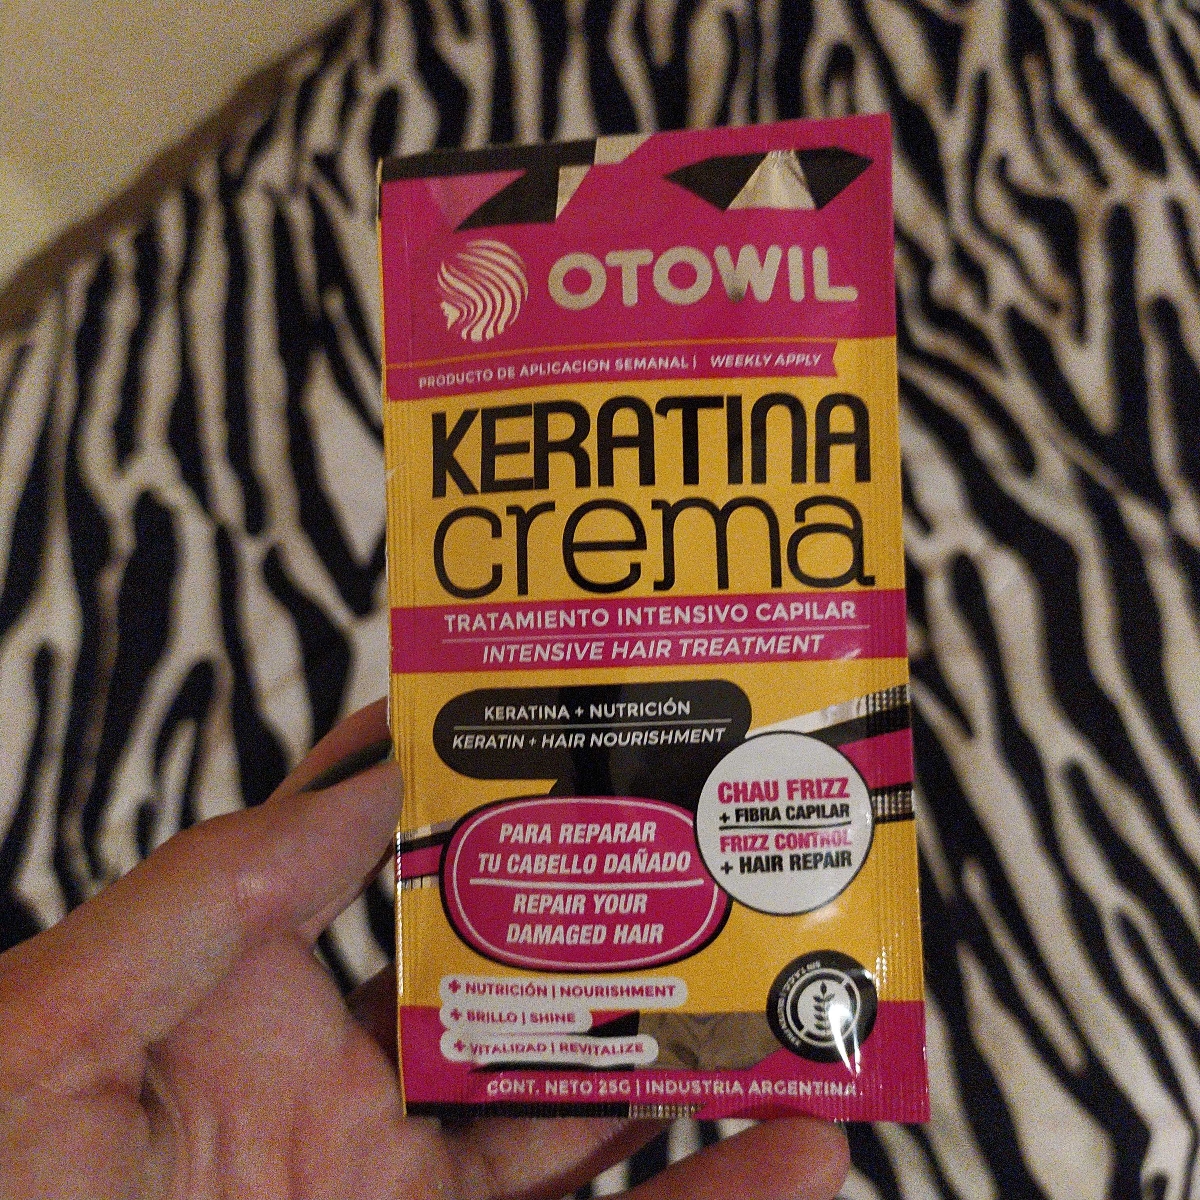 OTOWIL
PRODUCTO DE APLICACION SEMANAL | WEEKLY APPLY
KERATINA
crema
TRATAMIENTO INTENSIVO CAPILAR
INTENSIVE HAIR TREATMENT
KERATINA + NUTRICIÓN
KERATIN + HAIR NOURISHMENT
CHAU FRIZZ
+ FIBRA CAPILAR
FRIZZ CONTROL
+ HAIR REPAIR
PARA REPARAR
TU CABELLO DAÑADO
REPAIR YOUR
DAMAGED HAIR
+ NUTRICIÓN | NOURISHMENT
+ BRILLO | SHINE
+ VITALIDAD | REVITALIZE
CONT. NETO 25G | INDUSTRIA ARGENTINA